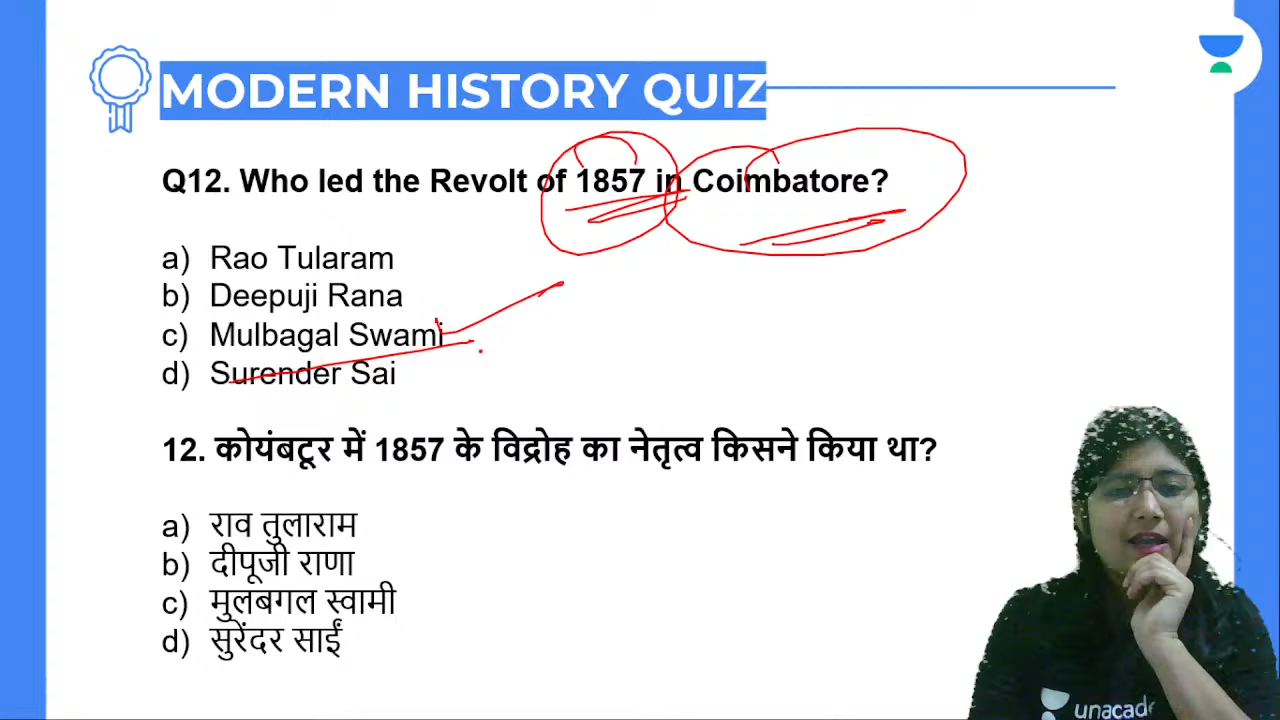 MODERN HISTORY QUIZ
Q12. Who led the Revolt of 1857 in Coimbatore?
a) Rao Tularam
b) Deepuji Rana
c) Mulbagal Swami
d) Surender Sai
12. कोयंबटूर में 1857 के विद्रोह का नेतृत्व किसने किया था?
a) राव तुलाराम
b) दीपूजी राणा
c) मुलबगल स्वामी
d) सुरेंदर साईं
unacade